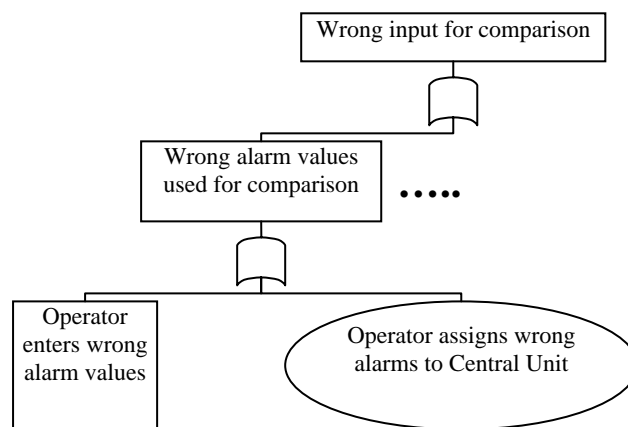 Wrong input for comparison
Wrong alarm values
used for comparison
Operator
enters wrong
alarm values
Operator assigns wrong
alarms to Central Unit